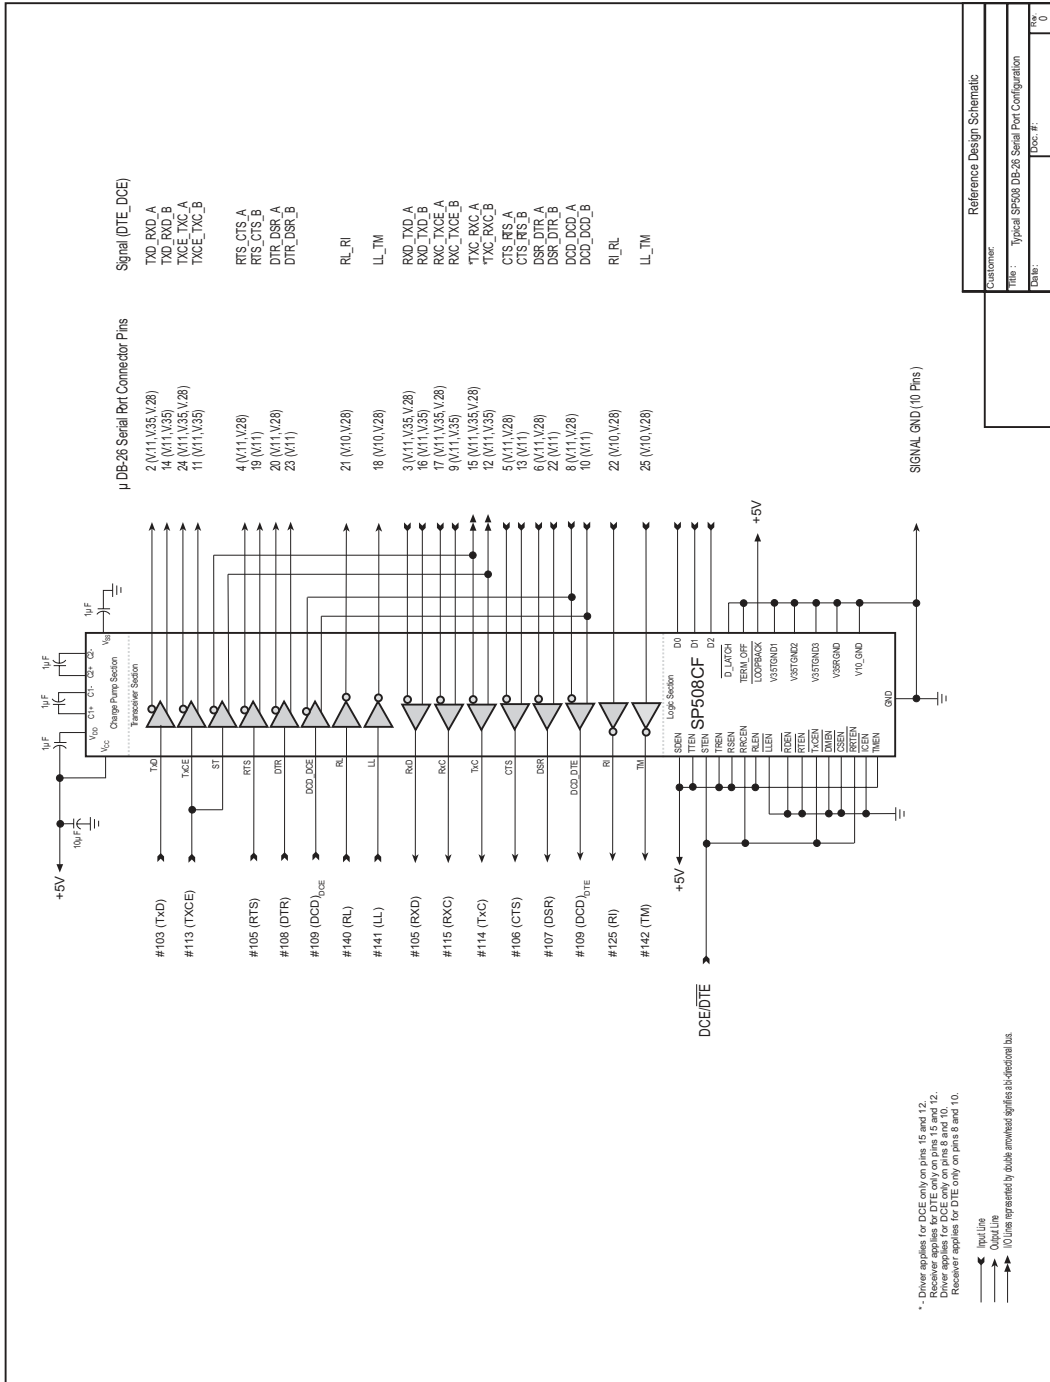 Reference Design Schematic
Customer:
Title : Typical SP508 DB-26 Serial Port Configuration
Date:
Doc. #:
Rev.
0
µ DB-26 Serial Port Connector Pins
Signal (DTE_DCE)
2 (V.11,V.35,V.28) TXD_RXD_A
14 (V.11,V.35) TXD_RXD_B
24 (V.11,V.35,V.28) TXCE_TXC_A
11 (V.11,V.35) TXCE_TXC_B
4 (V.11,V.28) RTS_CTS_A
19 (V.11) RTS_CTS_B
20 (V.11,V.28) DTR_DSR_A
23 (V.11) DTR_DSR_B
21 (V.10,V.28) RL_RI
18 (V.10,V.28) LL_TM
3 (V.11,V.35,V.28) RXD_TXD_A
16 (V.11,V.35) RXD_TXD_B
17 (V.11,V.35,V.28) RXC_TXCE_A
9 (V.11,V.35) RXC_TXCE_B
15 (V.11,V.35,V.28) *TXC_RXC_A
12 (V.11,V.35) *TXC_RXC_B
5 (V.11,V.28) CTS_RTS_A
13 (V.11) CTS_RTS_B
6 (V.11,V.28) DSR_DTR_A
22 (V.11) DSR_DTR_B
8 (V.11,V.28) DCD_DCD_A
10 (V.11) DCD_DCD_B
22 (V.10,V.28) RI_RL
25 (V.10,V.28) LL_TM
+5V
10µF
1µF
1µF
1µF
1µF
VCC
VDD
C1+
C1-
C2+
C2-
VSS
Charge Pump Section
Transceiver Section
#103 (TxD)
TxD
#113 (TXCE)
TxCE
ST
#105 (RTS)
RTS
#108 (DTR)
DTR
#109 (DCD)DCE
DCD_DCE
#140 (RL)
RL
#141 (LL)
LL
#105 (RXD)
RxD
#115 (RXC)
RxC
#114 (TxC)
TxC
#106 (CTS)
CTS
#107 (DSR)
DSR
#109 (DCD)DTE
DCD_DTE
#125 (RI)
RI
#142 (TM)
TM
Logic Section
SP508CF
+5V
DCE/DTE
SDEN
TTEN
STEN
TREN
RSEN
RRCEN
RLEN
LLEN
RDEN
RTEN
TxCEN
DMEN
CSEN
RRTEN
ICEN
TMEN
D0
D1
D2
D_LATCH
TERM_OFF
LOOPBACK
V35TGND1
V35TGND2
V35TGND3
V35RGND
V10_GND
GND
+5V
SIGNAL GND (10 Pins )
* - Driver applies for DCE only on pins 15 and 12.
Receiver applies for DTE only on pins 15 and 12.
Driver applies for DCE only on pins 8 and 10.
Receiver applies for DTE only on pins 8 and 10.
Input Line
Output Line
I/O Lines represented by double arrowhead signifies a bi-directional bus.